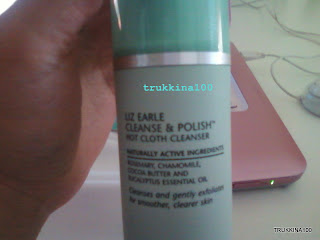 trukkina100
LIZ EARLE
CLEANSE & POLISH™
HOT CLOTH CLEANSER
NATURALLY ACTIVE INGREDIENTS
ROSEMARY, CHAMOMILE,
COCOA BUTTER AND
EUCALYPTUS ESSENTIAL OIL
Cleanses and gently exfoliates
for smoother, clearer skin
TRUKKINA100